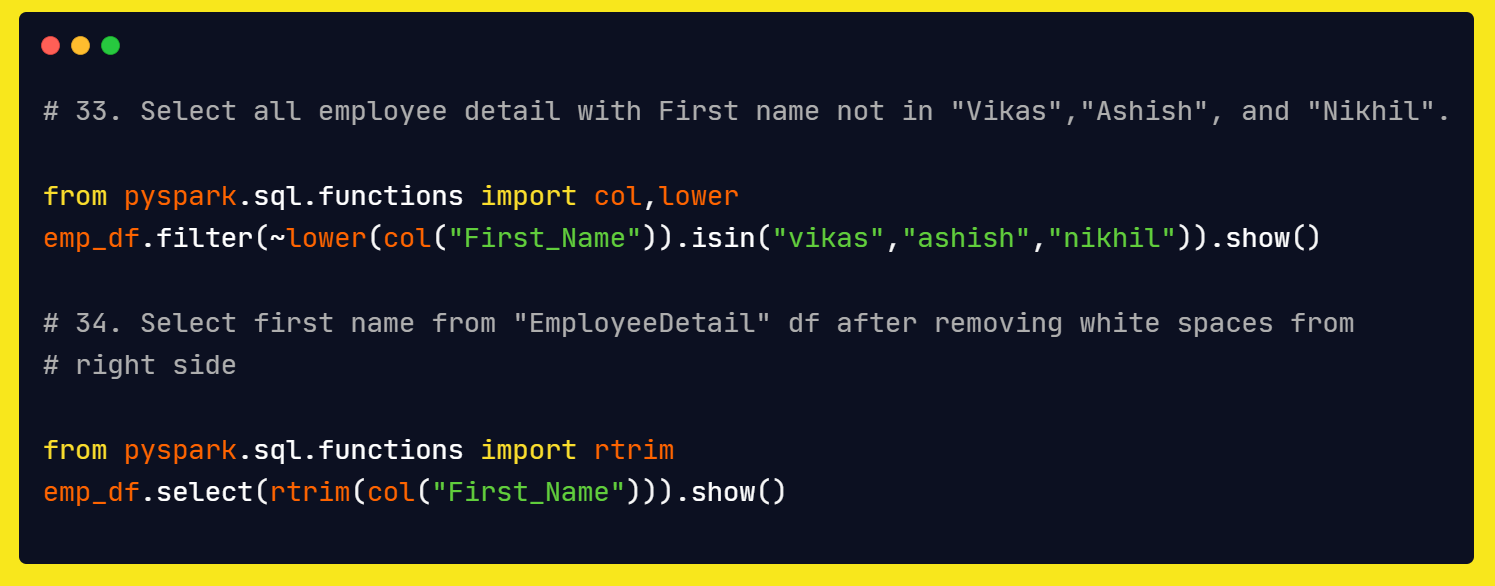 # 33. Select all employee detail with First name not in "Vikas","Ashish", and "Nikhil".
from pyspark.sql.functions import col,lower
emp_df.filter(~lower(col("First_Name")).isin("vikas","ashish","nikhil")).show()
# 34. Select first name from "EmployeeDetail" df after removing white spaces from
# right side
from pyspark.sql.functions import rtrim
emp_df.select(rtrim(col("First_Name"))).show()